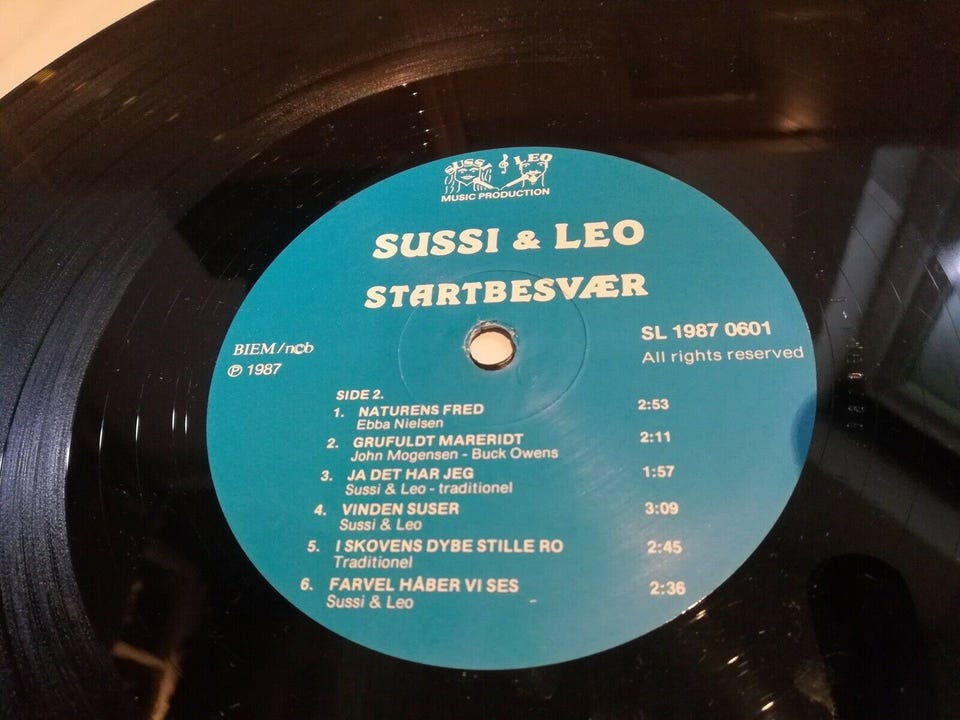 SUSSI & LEO
MUSIC PRODUCTION
SUSSI & LEO
STARTBESVÆR
BIEM/ncb
℗ 1987
SL 1987 0601
All rights reserved
SIDE 2.
1. NATURENS FRED 2:53
Ebba Nielsen
2. GRUFULDT MARERIDT 2:11
John Mogensen - Buck Owens
3. JA DET HAR JEG 1:57
Sussi & Leo - traditionel
4. VINDEN SUSER 3:09
Sussi & Leo
5. I SKOVENS DYBE STILLE RO 2:45
Traditionel
6. FARVEL HÅBER VI SES 2:36
Sussi & Leo